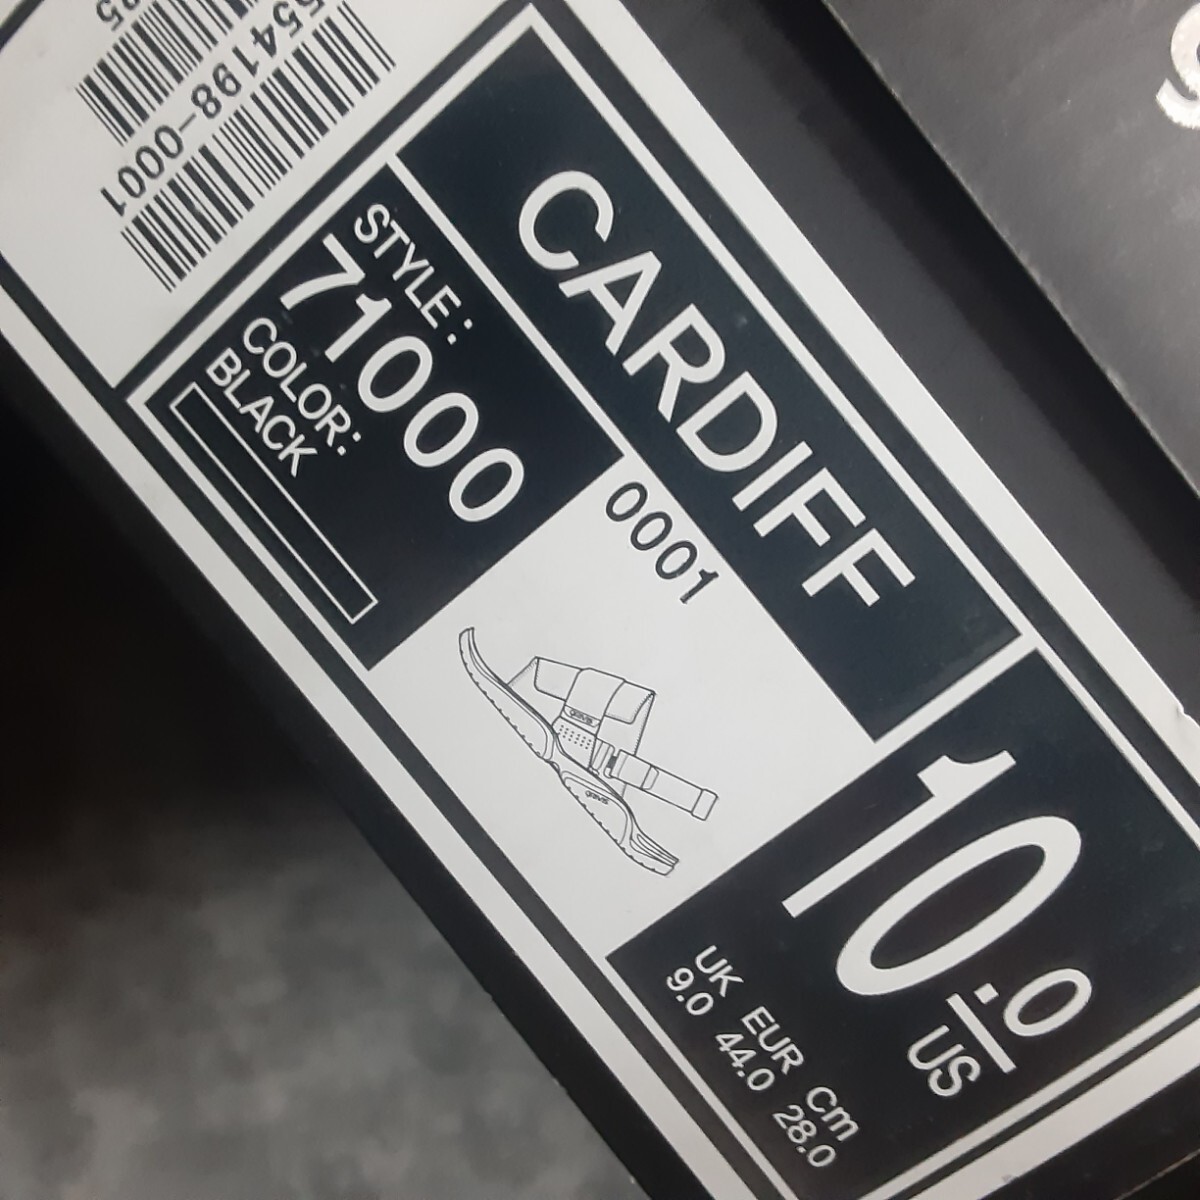 CARDIFF
STYLE:
71000
COLOR:
BLACK
0001
10.0
US
UK EUR Cm
9.0 44.0 28.0
54198-0001